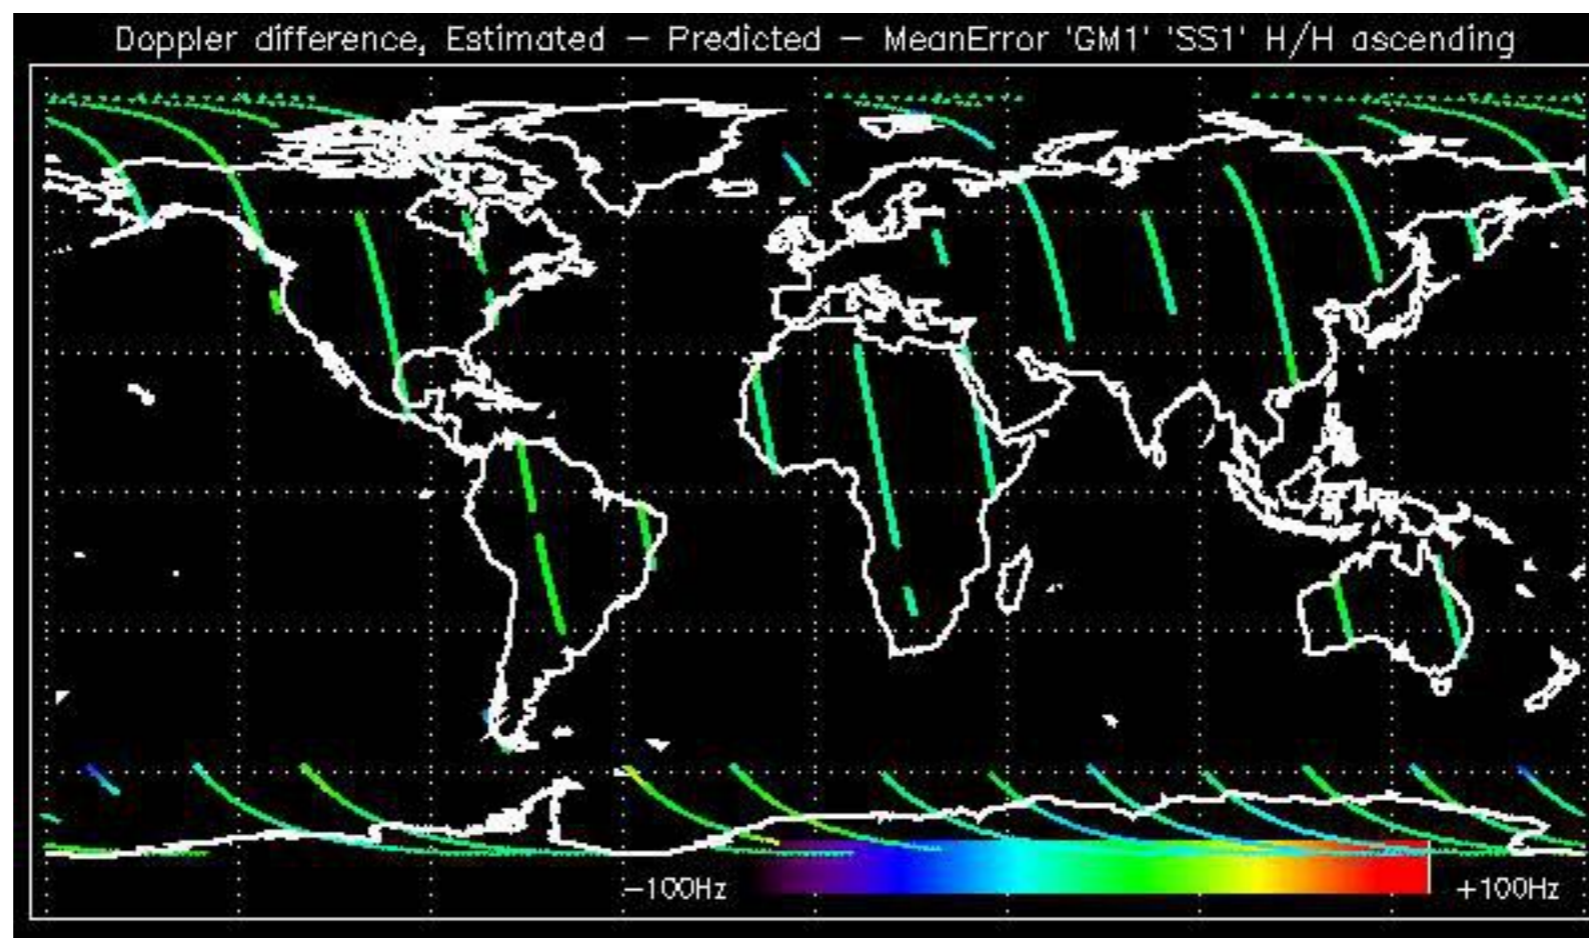 Doppler difference, Estimated – Predicted – MeanError 'GM1' 'SS1' H/H ascending
–100Hz
+100Hz